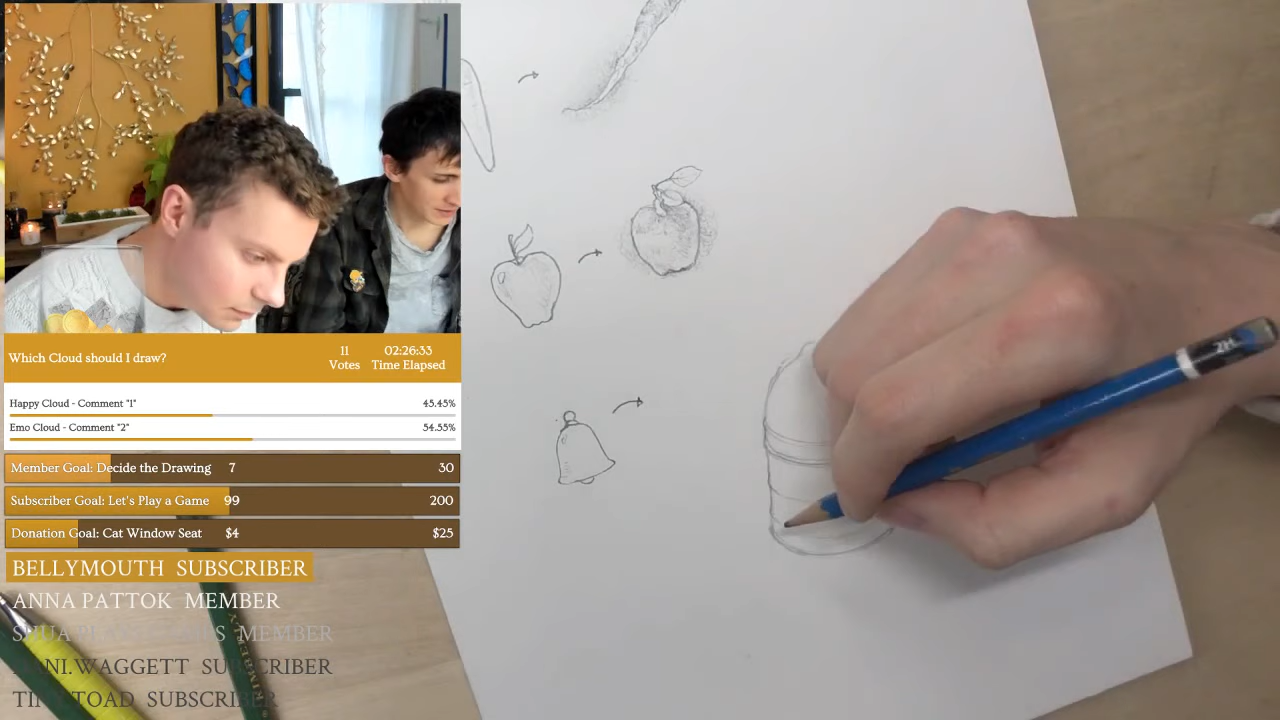 Which Cloud should I draw?
11 Votes
02:26:33 Time Elapsed
Happy Cloud - Comment "1" 45.45%
Emo Cloud - Comment "2" 54.55%
Member Goal: Decide the Drawing 7 30
Subscriber Goal: Let's Play a Game 99 200
Donation Goal: Cat Window Seat $4 $25
BELLYMOUTH SUBSCRIBER
ANNA PATTOK MEMBER
MEMBER
SUBSCRIBER
TOAD SUBSCRIBER
2H